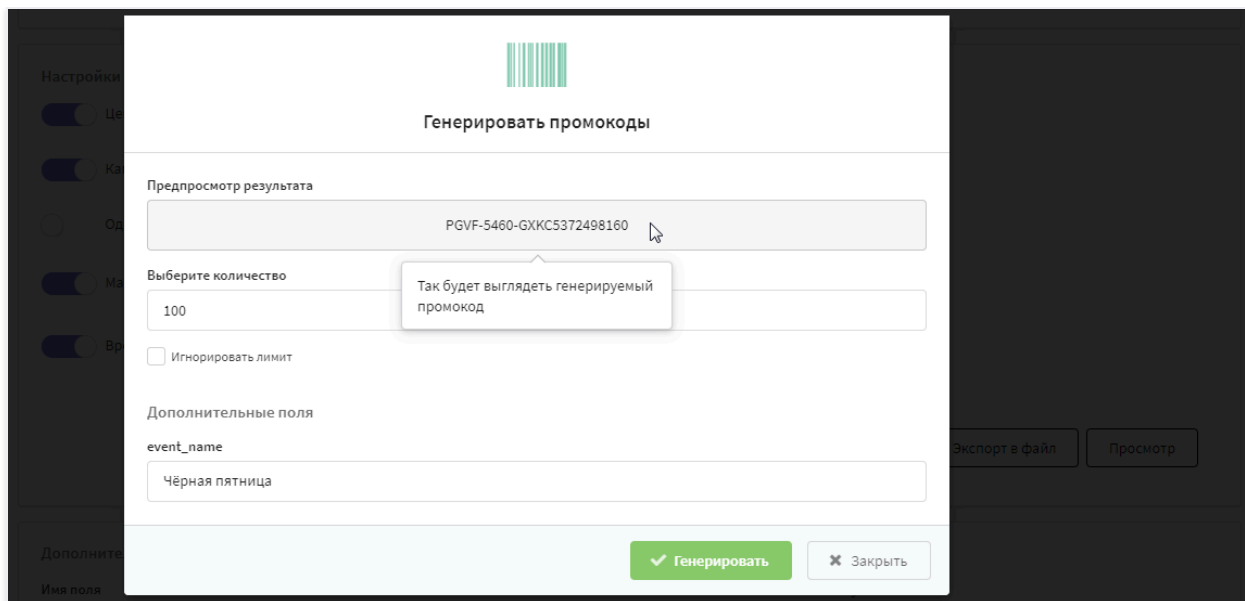 Генерировать промокоды
Настройки
Предпросмотр результата
PGVF-5460-GXKC5372498160
Выберите количество
Так будет выглядеть генерируемый
промокод
100
Игнорировать лимит
Дополнительные поля
event_name
Экспорт в файл
Просмотр
Чёрная пятница
Генерировать
Закрыть
Имя поля